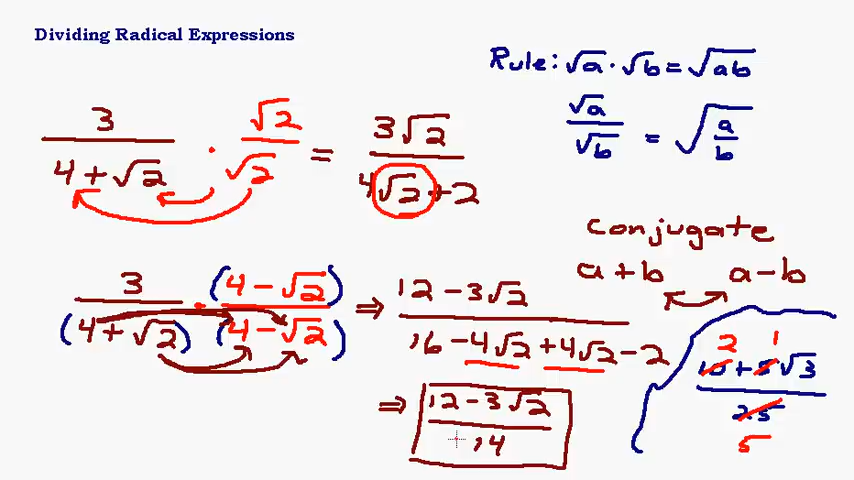 Dividing Radical Expressions
Rule: √a · √b = √ab
√a/√b = √(a/b)
3/(4 + √2) · √2/√2 = 3√2/(4√2 + 2)
conjugate
a + b a - b
3/(4 + √2) · (4 - √2)/(4 - √2) ⇒ (12 - 3√2)/(16 - 4√2 + 4√2 - 2)
⇒ (12 - 3√2)/14
2 1
(10 + 5√3)/25
5